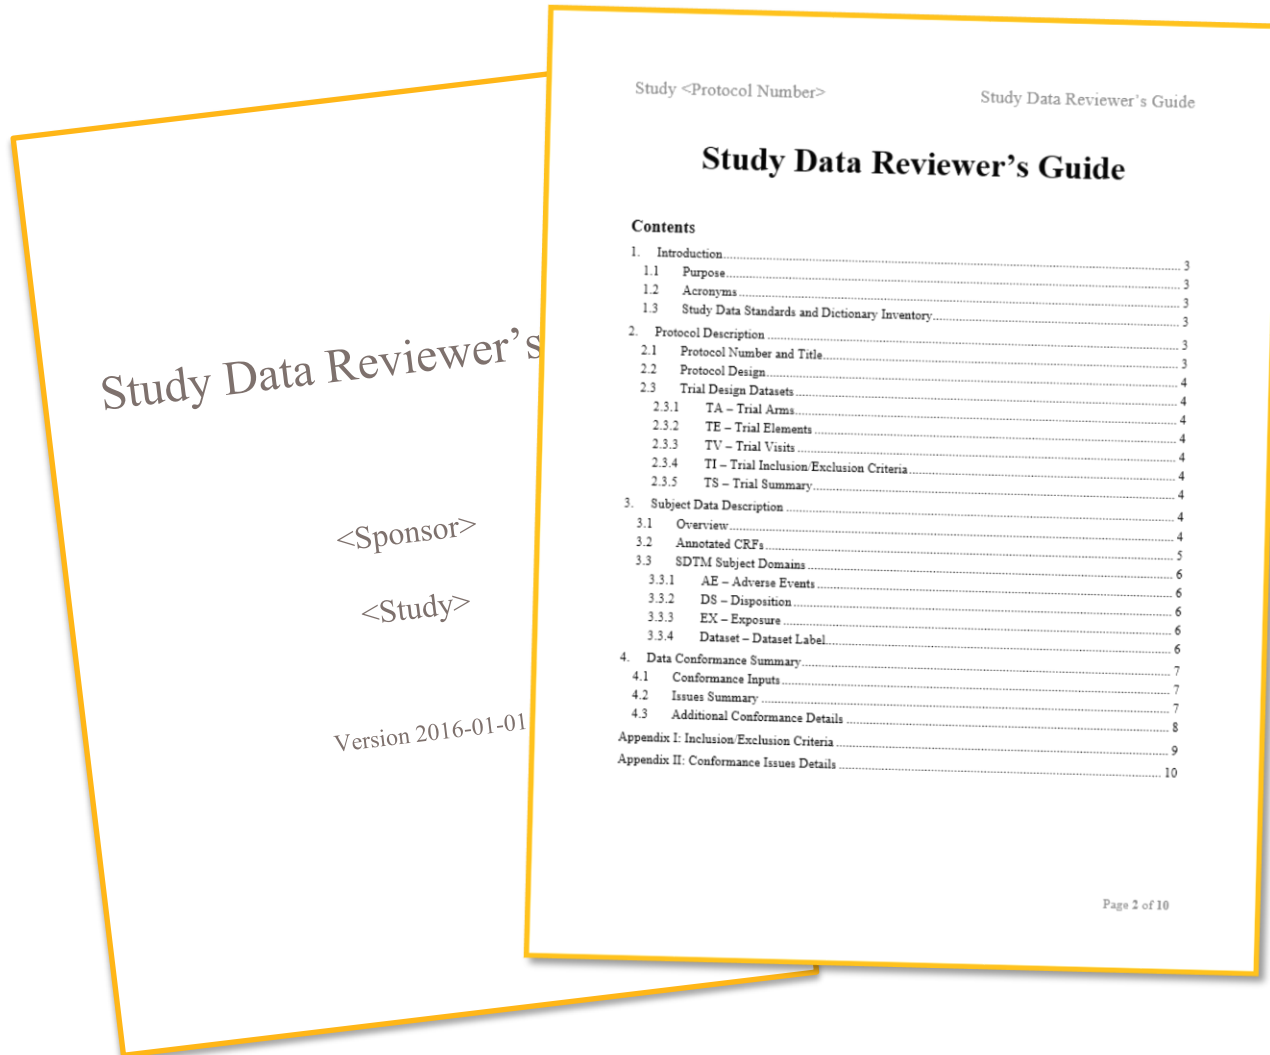 Study Data Reviewer's
<Sponsor>
<Study>
Version 2016-01-01
Study <Protocol Number> Study Data Reviewer's Guide
Study Data Reviewer's Guide
Contents
1. Introduction 3
1.1 Purpose 3
1.2 Acronyms 3
1.3 Study Data Standards and Dictionary Inventory 3
2. Protocol Description 3
2.1 Protocol Number and Title 3
2.2 Protocol Design 4
2.3 Trial Design Datasets 4
2.3.1 TA – Trial Arms 4
2.3.2 TE – Trial Elements 4
2.3.3 TV – Trial Visits 4
2.3.4 TI – Trial Inclusion/Exclusion Criteria 4
2.3.5 TS – Trial Summary 4
3. Subject Data Description 4
3.1 Overview 4
3.2 Annotated CRFs 5
3.3 SDTM Subject Domains 6
3.3.1 AE – Adverse Events 6
3.3.2 DS – Disposition 6
3.3.3 EX – Exposure 6
3.3.4 Dataset – Dataset Label 6
4. Data Conformance Summary 7
4.1 Conformance Inputs 7
4.2 Issues Summary 7
4.3 Additional Conformance Details 8
Appendix I: Inclusion/Exclusion Criteria 9
Appendix II: Conformance Issues Details 10
Page 2 of 10